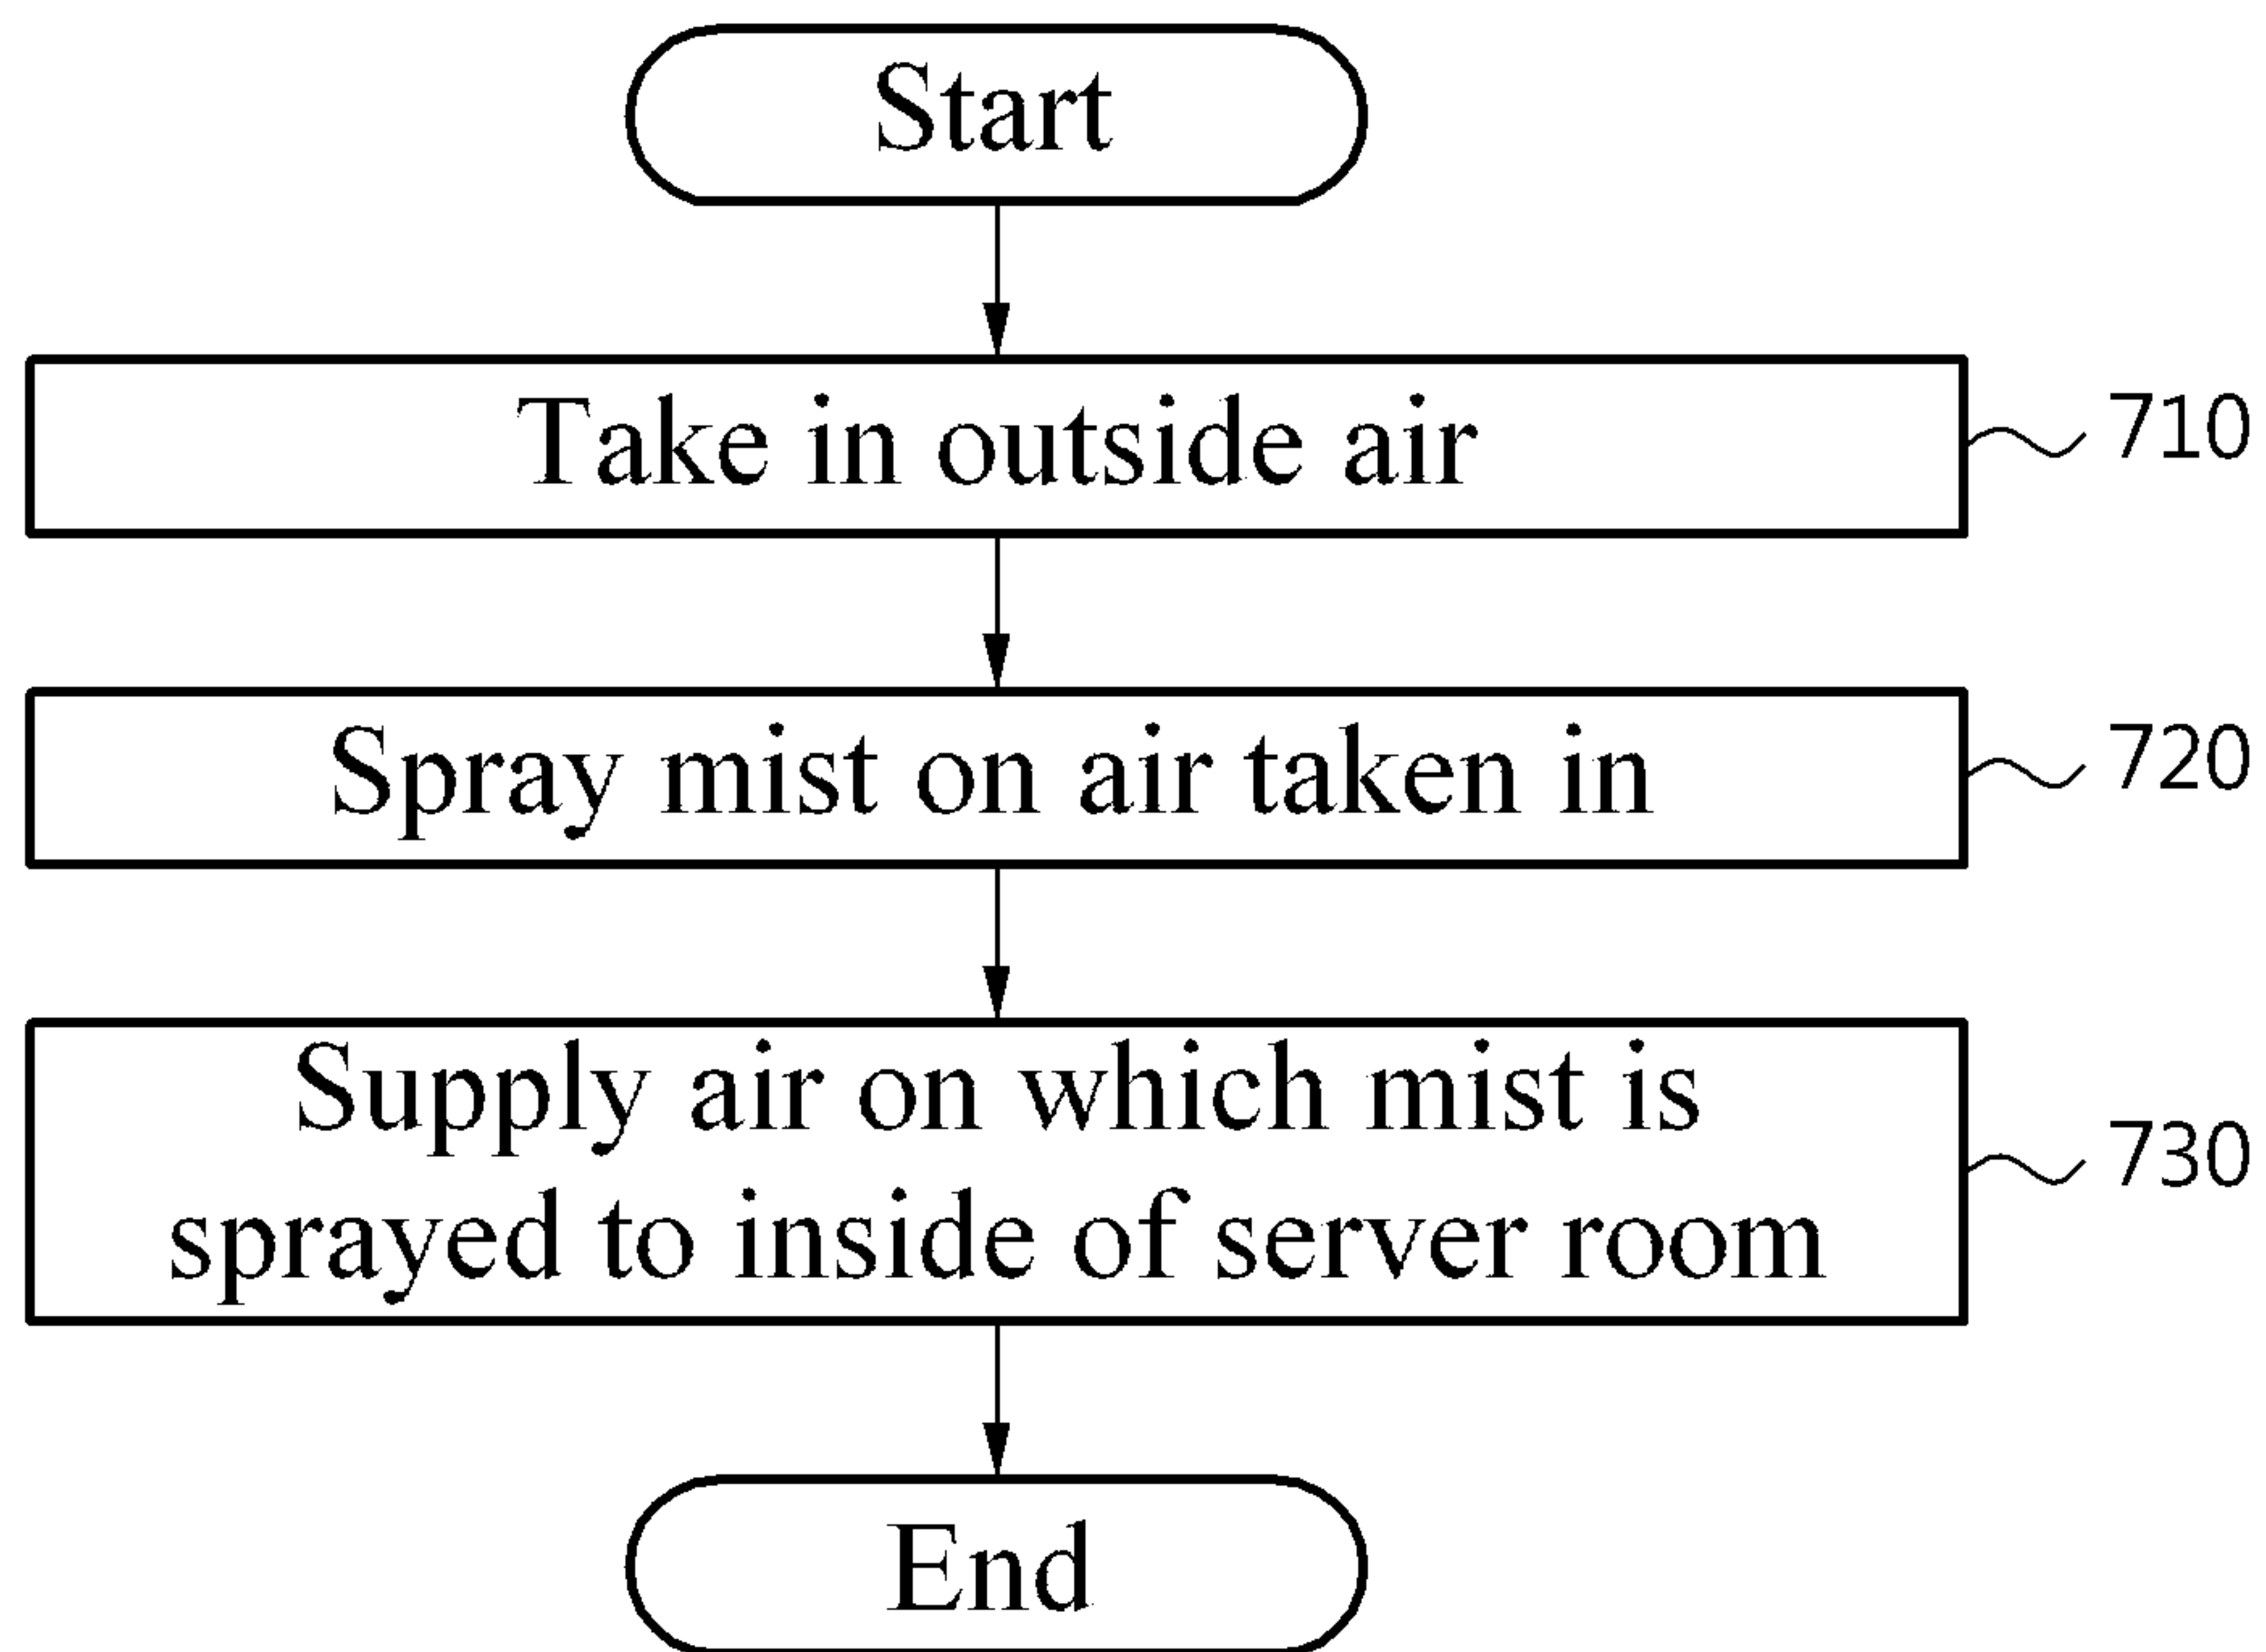 Start
Take in outside air
710
Spray mist on air taken in
720
Supply air on which mist is
sprayed to inside of server room
730
End